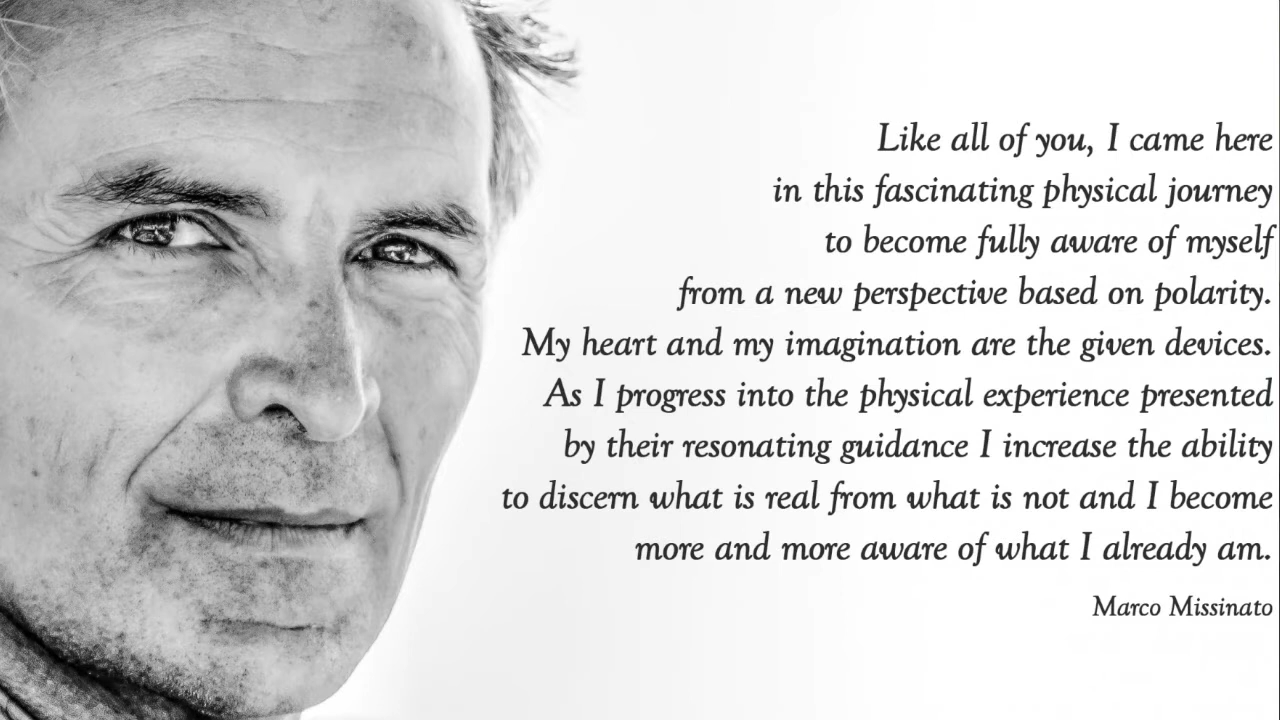 Like all of you, I came here
in this fascinating physical journey
to become fully aware of myself
from a new perspective based on polarity.
My heart and my imagination are the given devices.
As I progress into the physical experience presented
by their resonating guidance I increase the ability
to discern what is real from what is not and I become
more and more aware of what I already am.
Marco Missinato